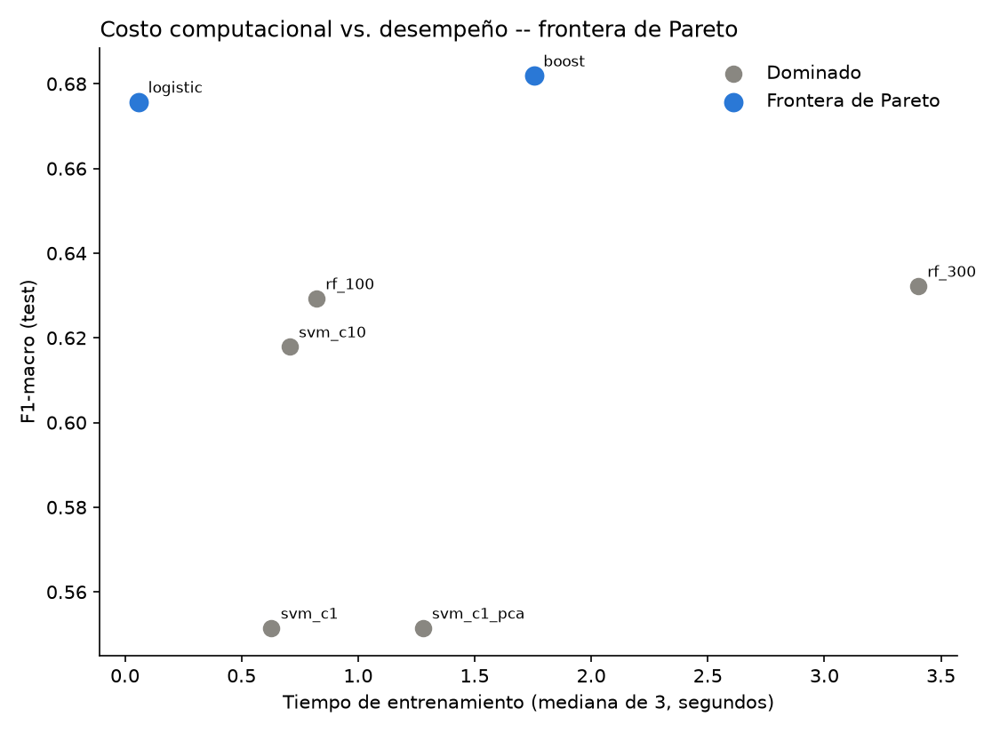 Costo computacional vs. desempeño -- frontera de Pareto
boost
logistic
Dominado
Frontera de Pareto
0.68
0.66
0.64
0.62
0.60
0.58
0.56
F1-macro (test)
rf_300
rf_100
svm_c10
svm_c1
svm_c1_pca
0.0 0.5 1.0 1.5 2.0 2.5 3.0 3.5
Tiempo de entrenamiento (mediana de 3, segundos)